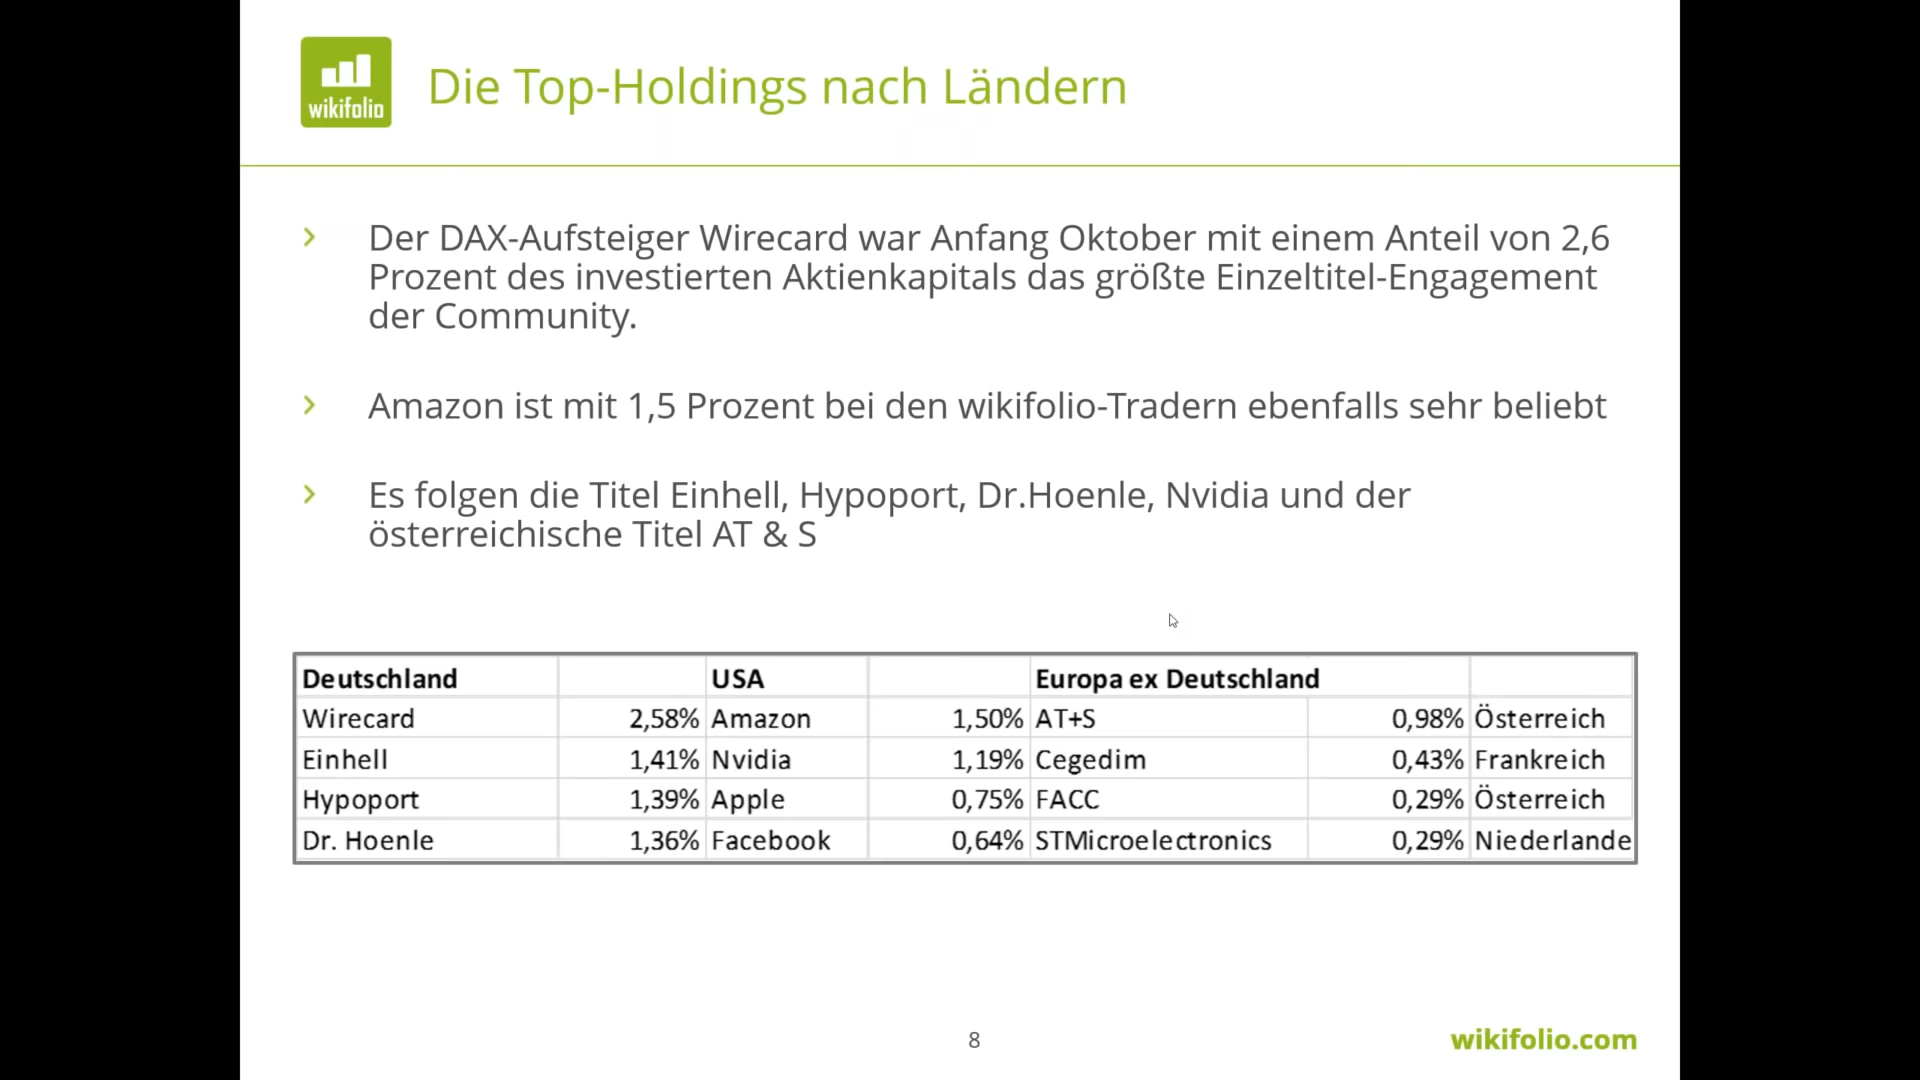 wikifolio
Die Top-Holdings nach Ländern
Der DAX-Aufsteiger Wirecard war Anfang Oktober mit einem Anteil von 2,6
Prozent des investierten Aktienkapitals das größte Einzeltitel-Engagement
der Community.
Amazon ist mit 1,5 Prozent bei den wikifolio-Tradern ebenfalls sehr beliebt
Es folgen die Titel Einhell, Hypoport, Dr.Hoenle, Nvidia und der
österreichische Titel AT & S
Deutschland USA Europa ex Deutschland
Wirecard 2,58% Amazon 1,50% AT+S 0,98% Österreich
Einhell 1,41% Nvidia 1,19% Cegedim 0,43% Frankreich
Hypoport 1,39% Apple 0,75% FACC 0,29% Österreich
Dr. Hoenle 1,36% Facebook 0,64% STMicroelectronics 0,29% Niederlande
8
wikifolio.com